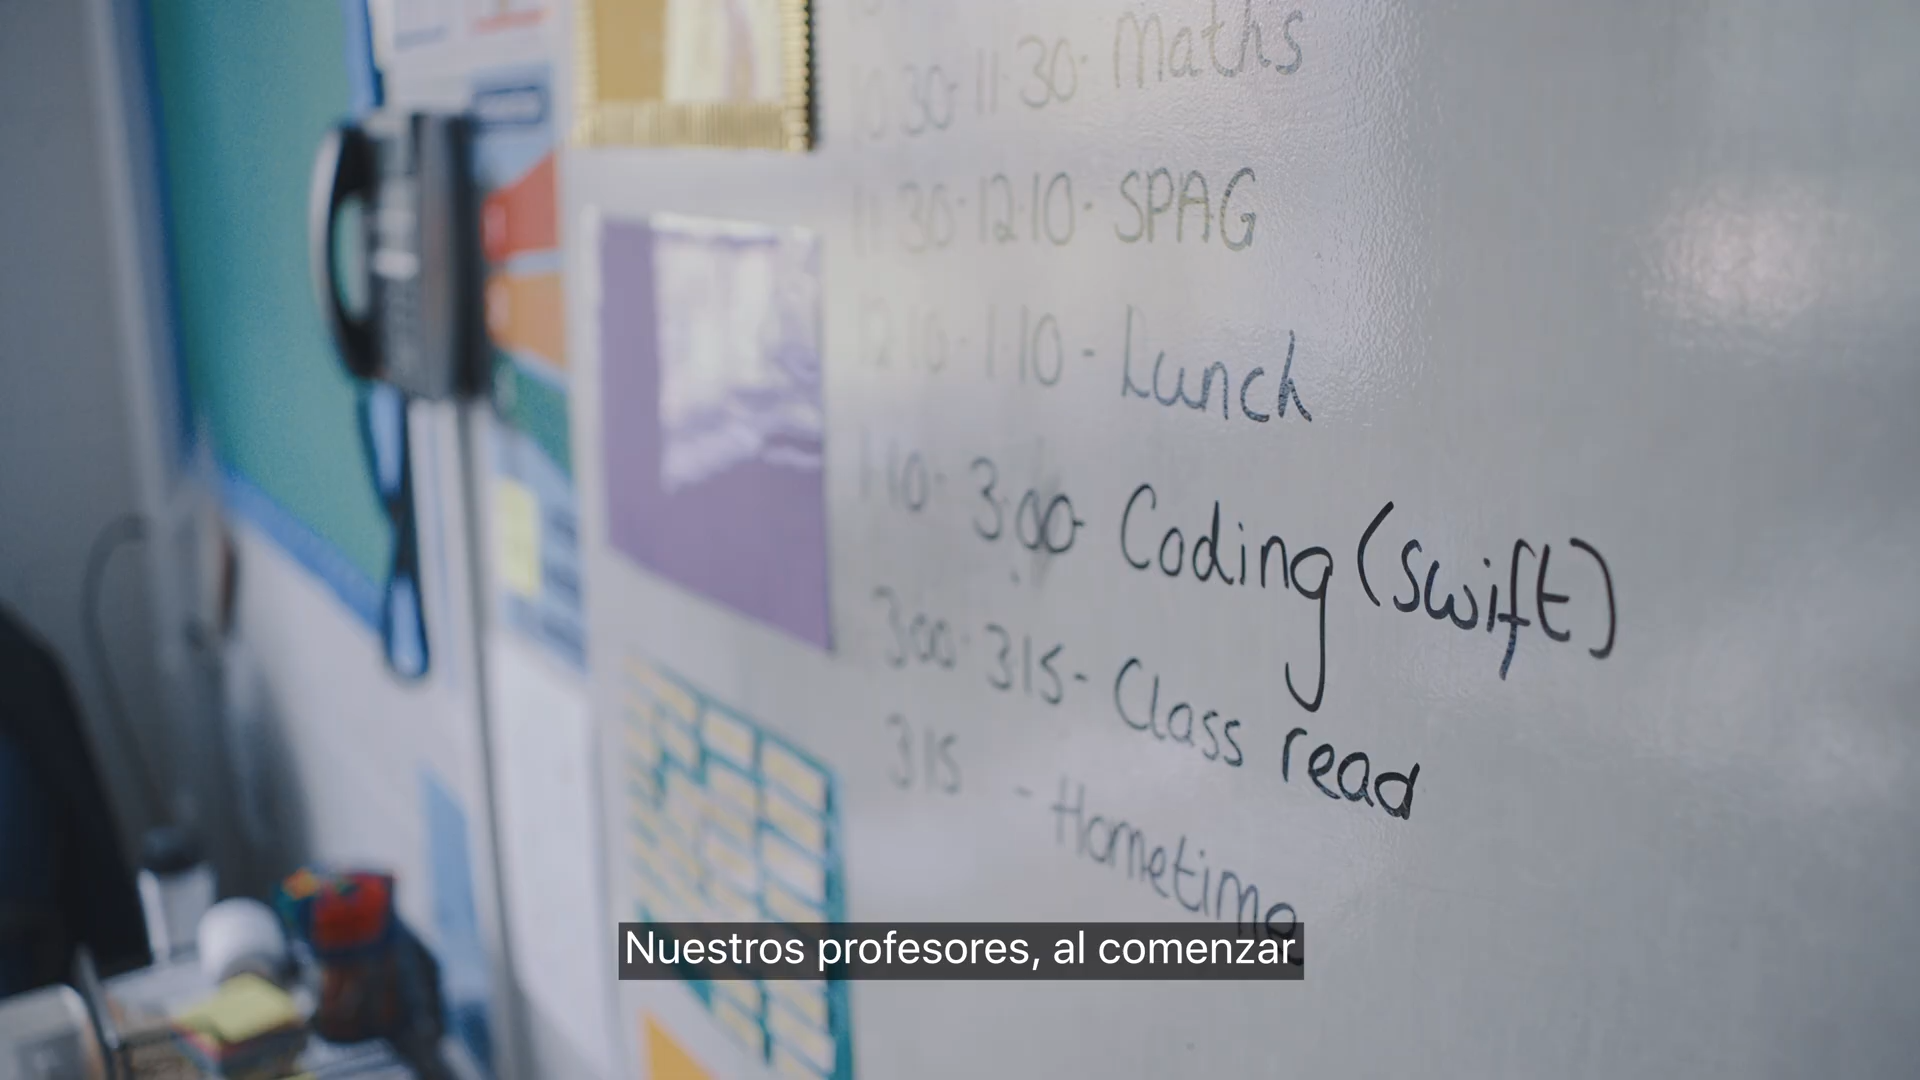 10:30-11:30- Maths
11:30-12:10- SPAG
12:10-1:10- Lunch
1:10-3:00- Coding (Swift)
3:00-3:15- Class read
3:15 - Hometime
Nuestros profesores, al comenzar